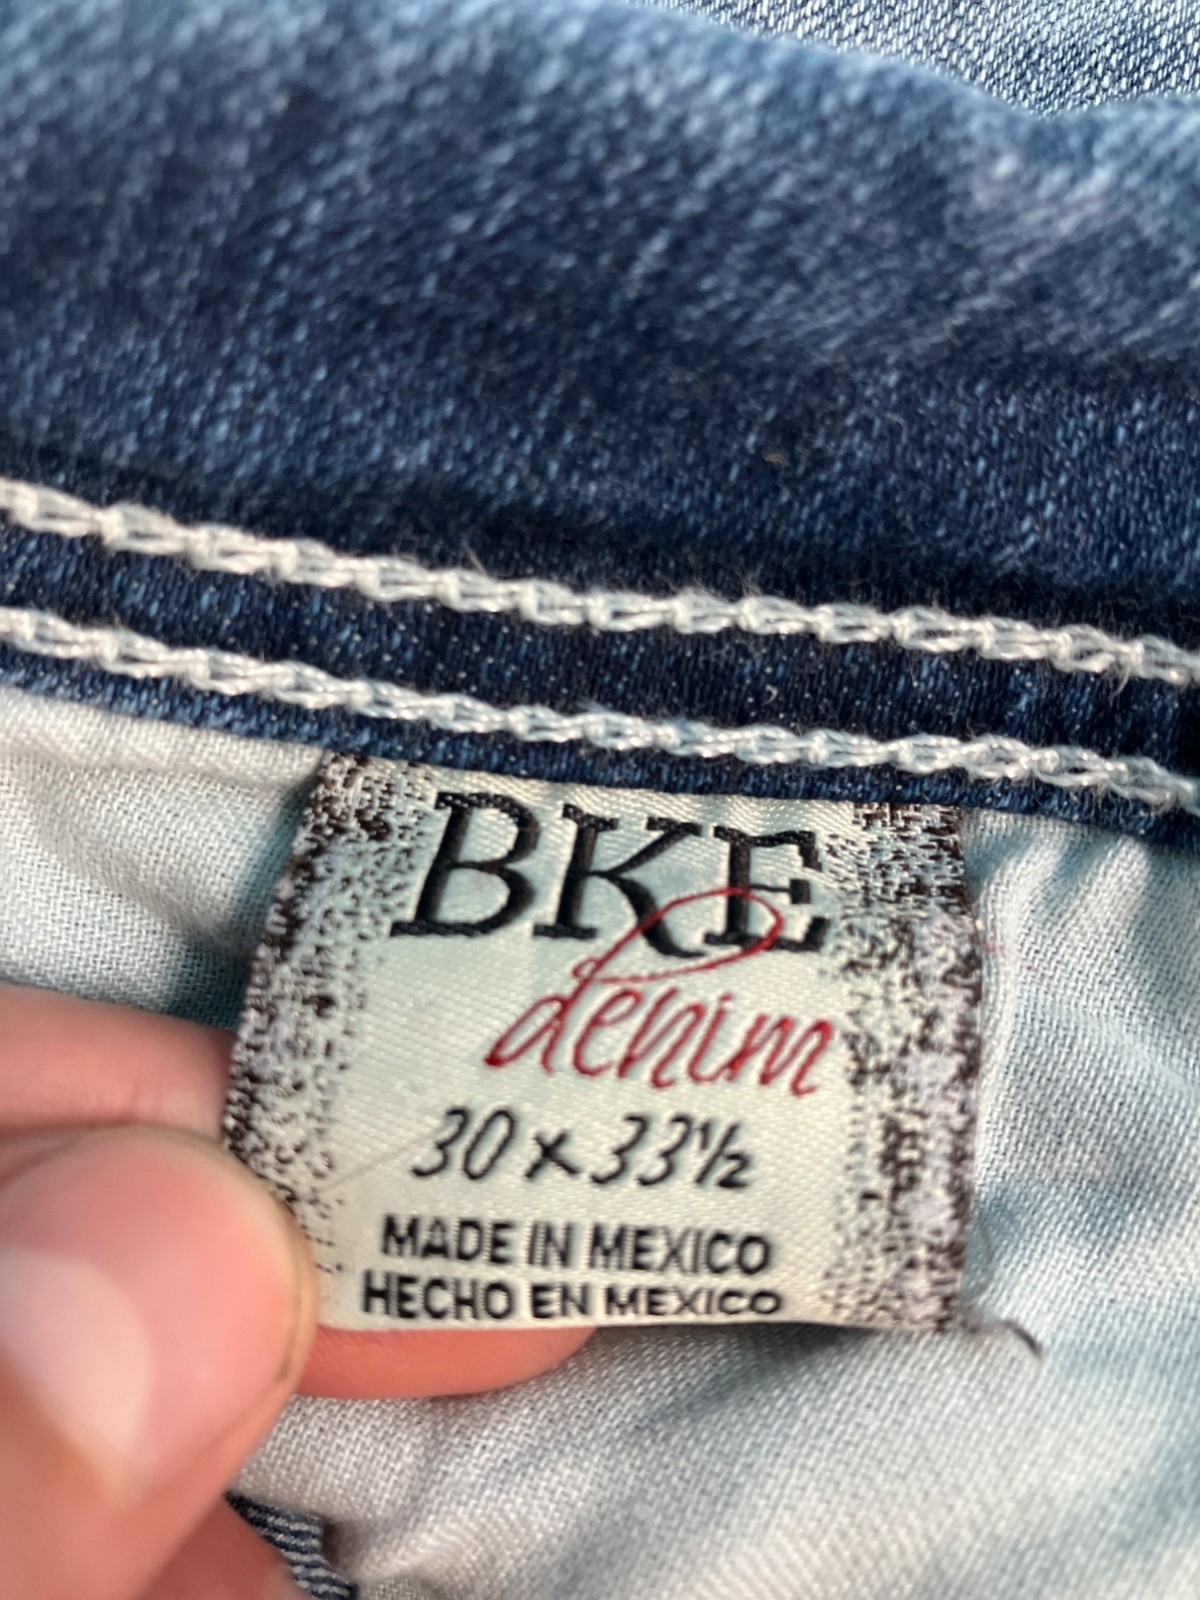 BKE
denim
30 x 33½
MADE IN MEXICO
HECHO EN MEXICO